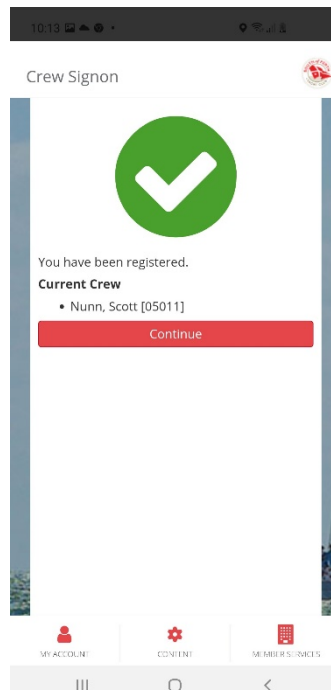 10:13
Crew Signon
You have been registered.
Current Crew
• Nunn, Scott [05011]
Continue
MY ACCOUNT
CONTENT
MEMBER SERVICES